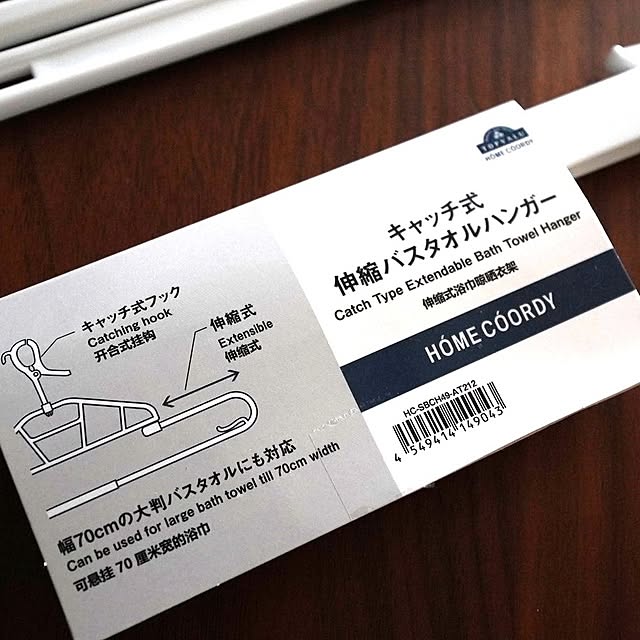 TOPVALU
HÓME CÓORDY
キャッチ式
伸縮バスタオルハンガー
Catch Type Extendable Bath Towel Hanger
伸縮式浴巾晾晒衣架
HÓME CÓORDY
HC-SBCH49-AT212
4 549414 149043
キャッチ式フック
Catching hook
开合式挂钩
伸縮式
Extensible
伸缩式
幅70cmの大判バスタオルにも対応
Can be used for large bath towel till 70cm width
可悬挂70厘米宽的浴巾